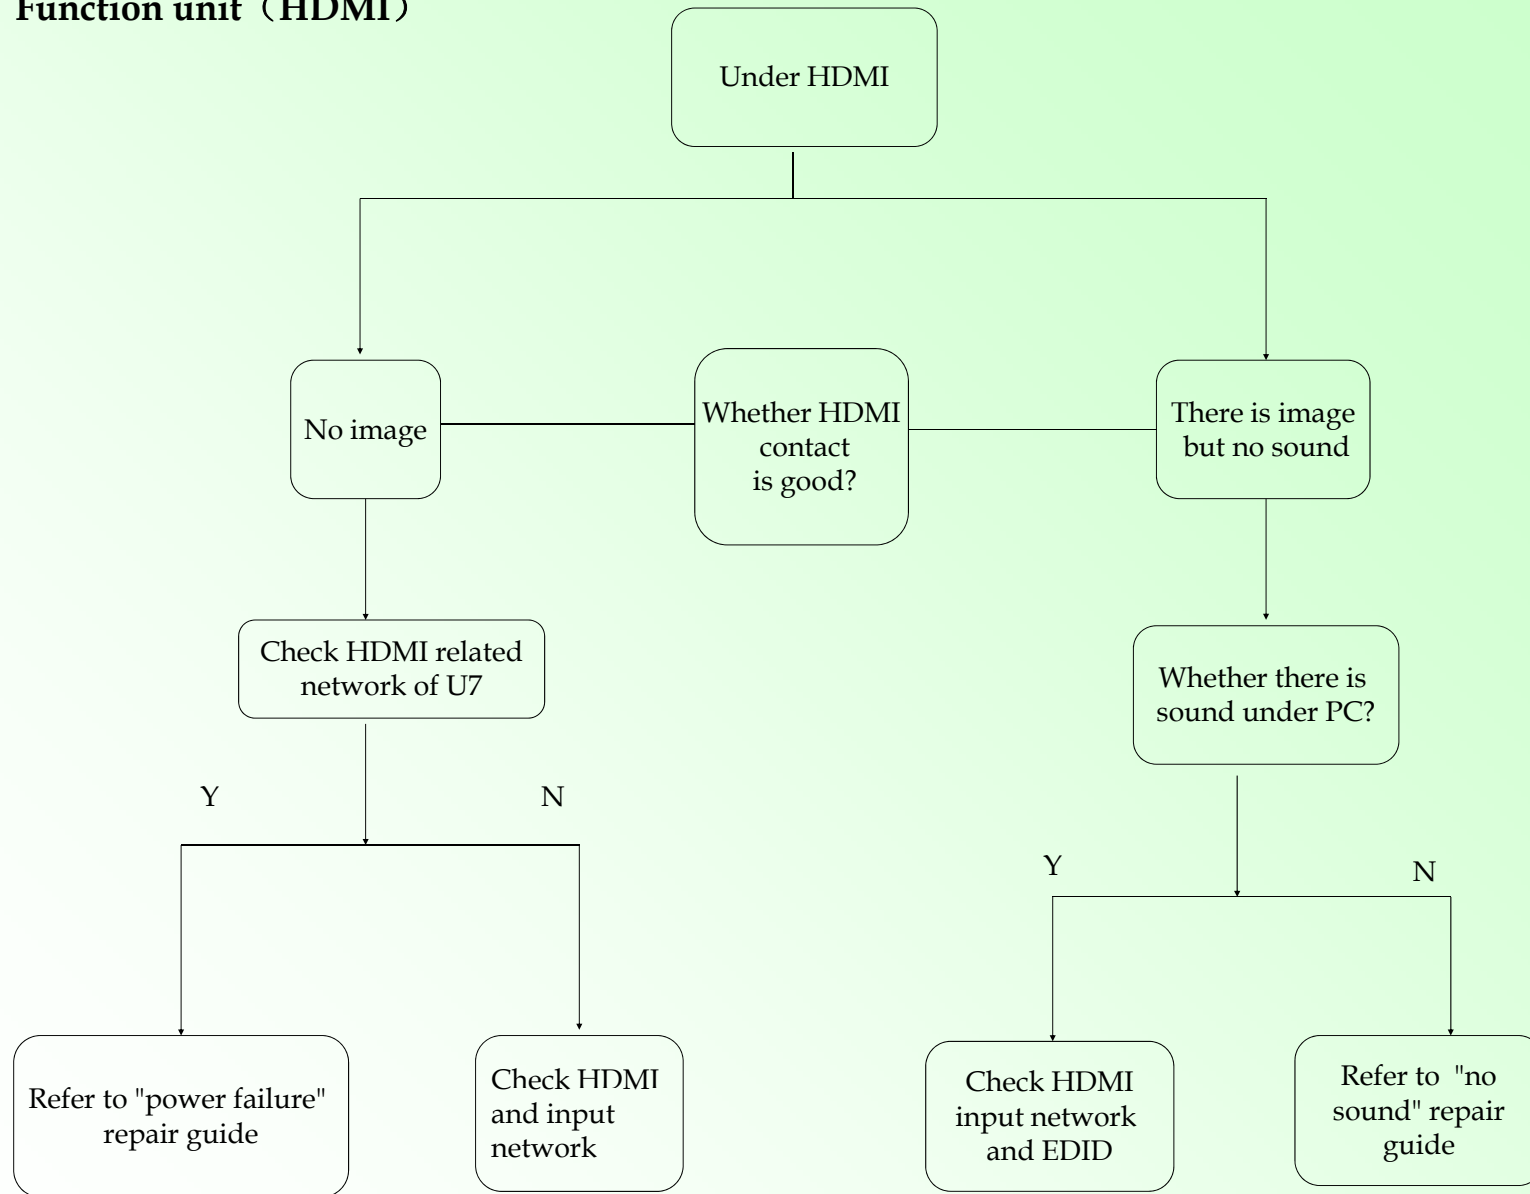 Function unit（HDMI）
Under HDMI
No image
Whether HDMI
contact
is good?
There is image
but no sound
Check HDMI related
network of U7
Whether there is
sound under PC?
Y
N
Y
N
Refer to "power failure"
repair guide
Check HDMI
and input
network
Check HDMI
input network
and EDID
Refer to "no
sound" repair
guide